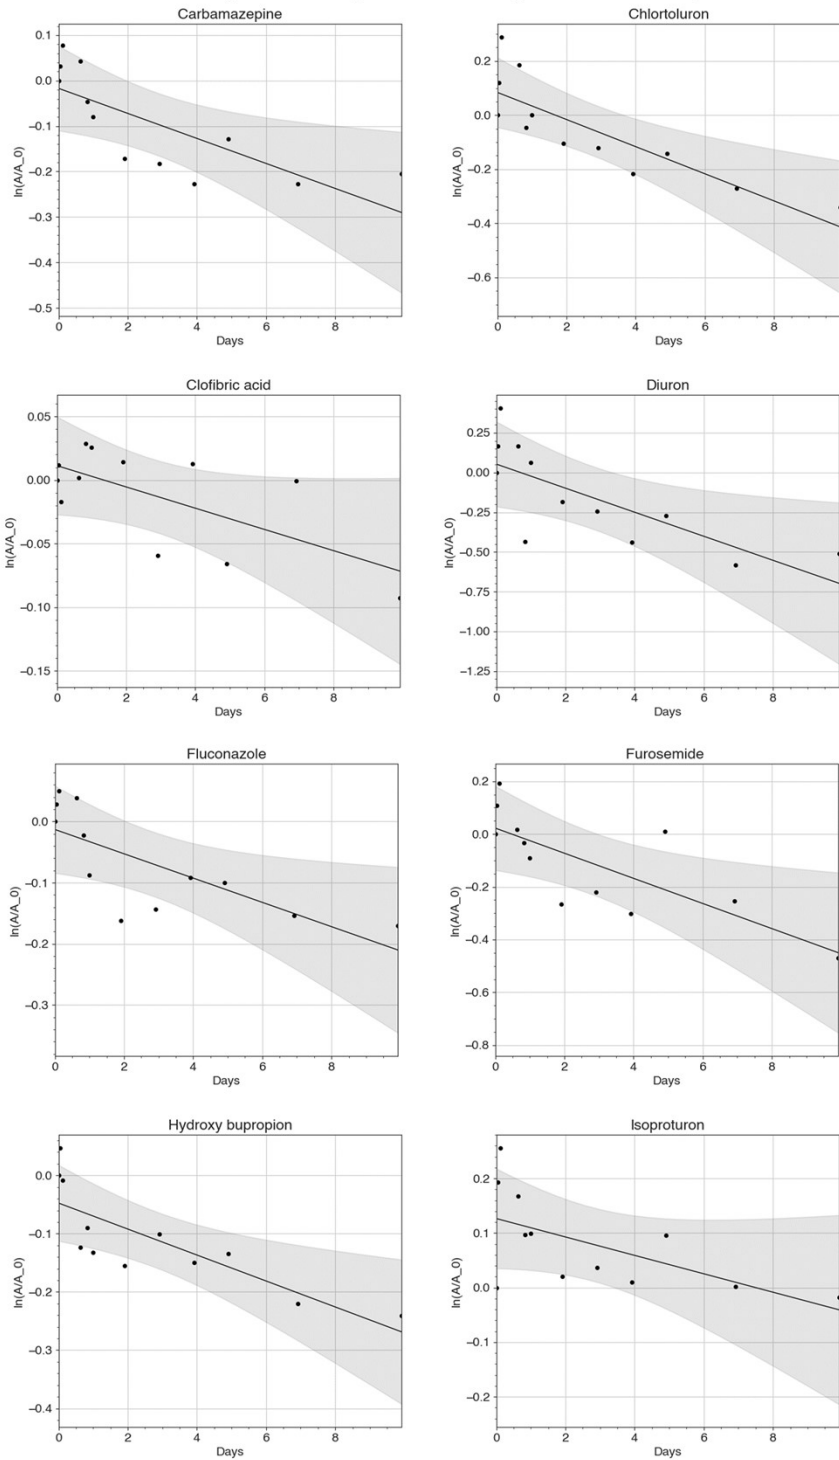 Carbamazepine
0.1
0.0
−0.1
−0.2
−0.3
−0.4
−0.5
ln(A/A_0)
0 2 4 6 8
Days
Chlortoluron
0.2
0.0
−0.2
−0.4
−0.6
ln(A/A_0)
0 2 4 6 8
Days
Clofibric acid
0.05
0.00
−0.05
−0.10
−0.15
ln(A/A_0)
0 2 4 6 8
Days
Diuron
0.25
0.00
−0.25
−0.50
−0.75
−1.00
−1.25
ln(A/A_0)
0 2 4 6 8
Days
Fluconazole
0.0
−0.1
−0.2
−0.3
ln(A/A_0)
0 2 4 6 8
Days
Furosemide
0.2
0.0
−0.2
−0.4
−0.6
−0.8
ln(A/A_0)
0 2 4 6 8
Days
Hydroxy bupropion
0.0
−0.1
−0.2
−0.3
−0.4
ln(A/A_0)
0 2 4 6 8
Days
Isoproturon
0.2
0.1
0.0
−0.1
−0.2
ln(A/A_0)
0 2 4 6 8
Days